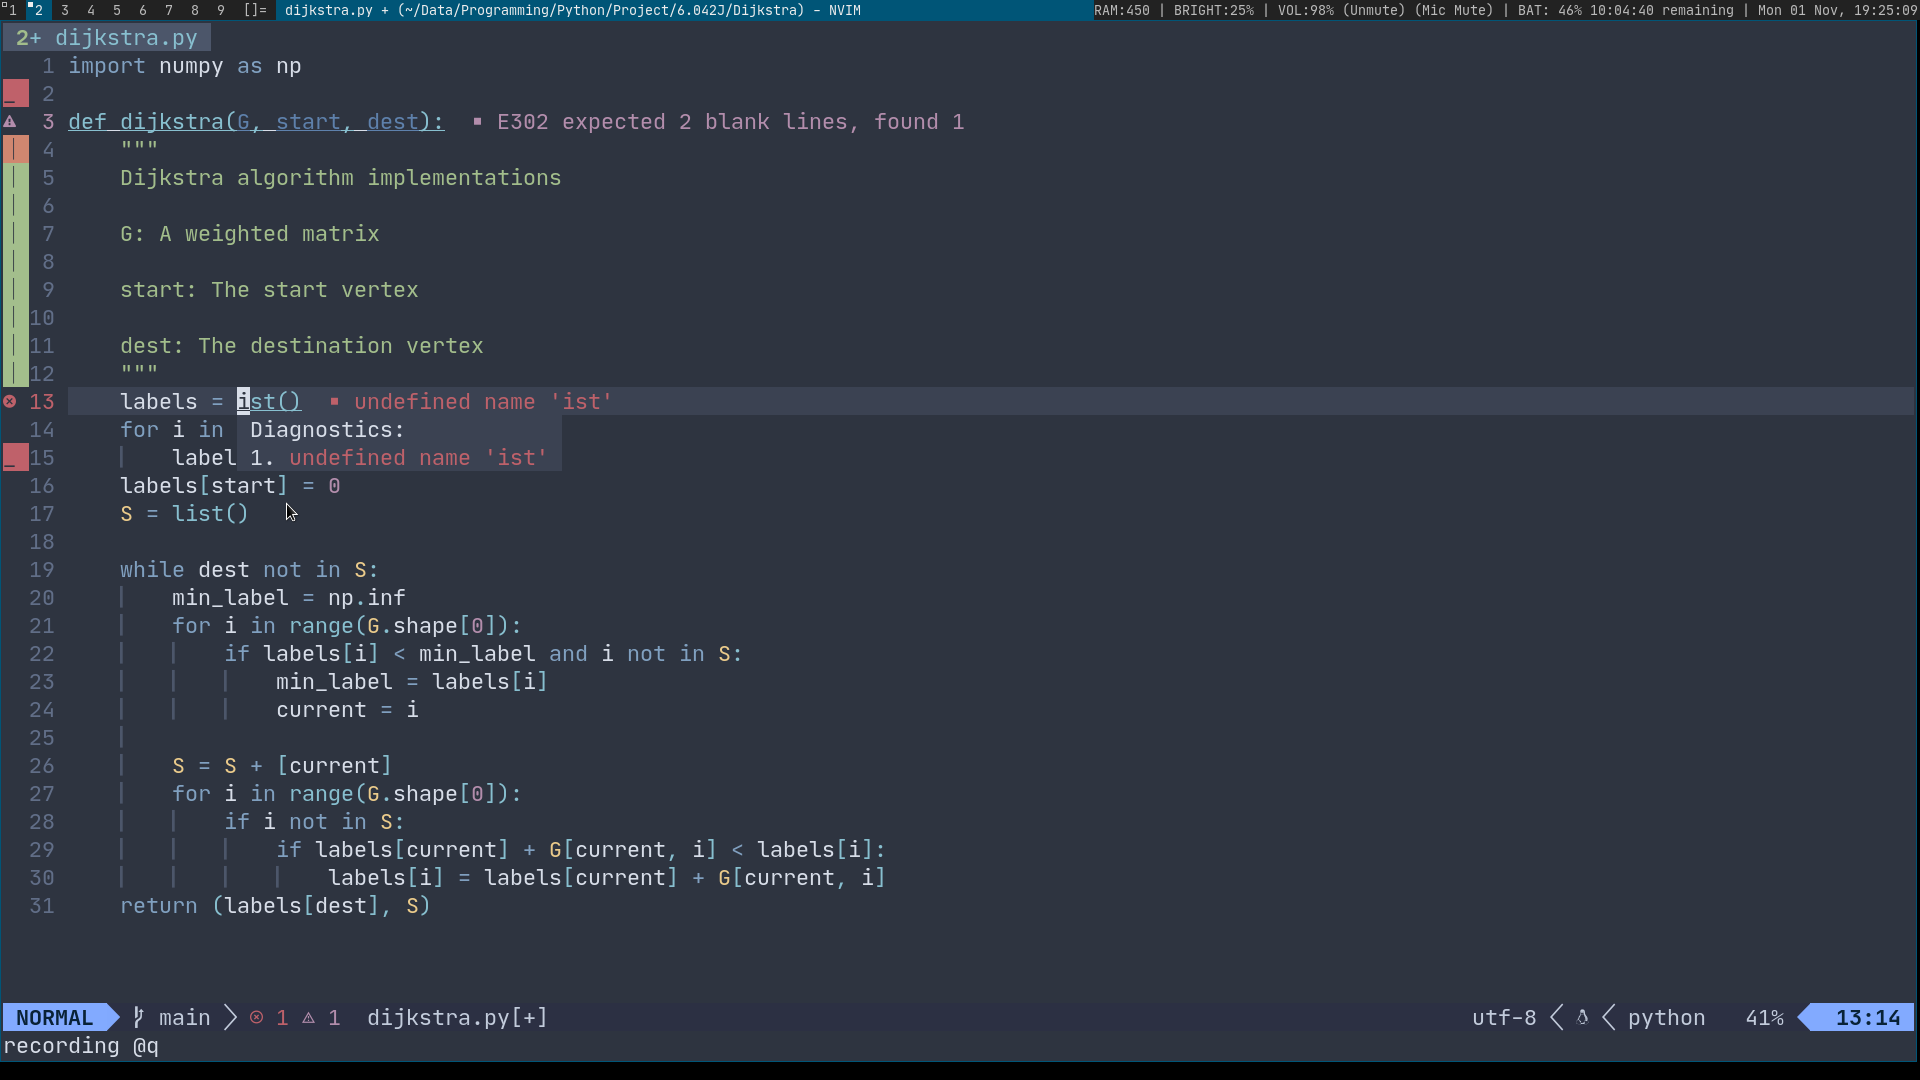 1 2 3 4 5 6 7 8 9 []= dijkstra.py + (~/Data/Programming/Python/Project/6.042J/Dijkstra) - NVIM RAM:450 | BRIGHT:25% | VOL:98% (Unmute) (Mic Mute) | BAT: 46% 10:04:40 remaining | Mon 01 Nov, 19:25:09
2+ dijkstra.py
1 import numpy as np
2
3 def dijkstra(G, start, dest): ▪ E302 expected 2 blank lines, found 1
4 """
5 Dijkstra algorithm implementations
6
7 G: A weighted matrix
8
9 start: The start vertex
10
11 dest: The destination vertex
12 """
13 labels = ist() ▪ undefined name 'ist'
14 for i in Diagnostics:
15 label 1. undefined name 'ist'
16 labels[start] = 0
17 S = list()
18
19 while dest not in S:
20 min_label = np.inf
21 for i in range(G.shape[0]):
22 if labels[i] < min_label and i not in S:
23 min_label = labels[i]
24 current = i
25
26 S = S + [current]
27 for i in range(G.shape[0]):
28 if i not in S:
29 if labels[current] + G[current, i] < labels[i]:
30 labels[i] = labels[current] + G[current, i]
31 return (labels[dest], S)
NORMAL main 1 1 dijkstra.py[+] utf-8 python 41% 13:14
recording @q